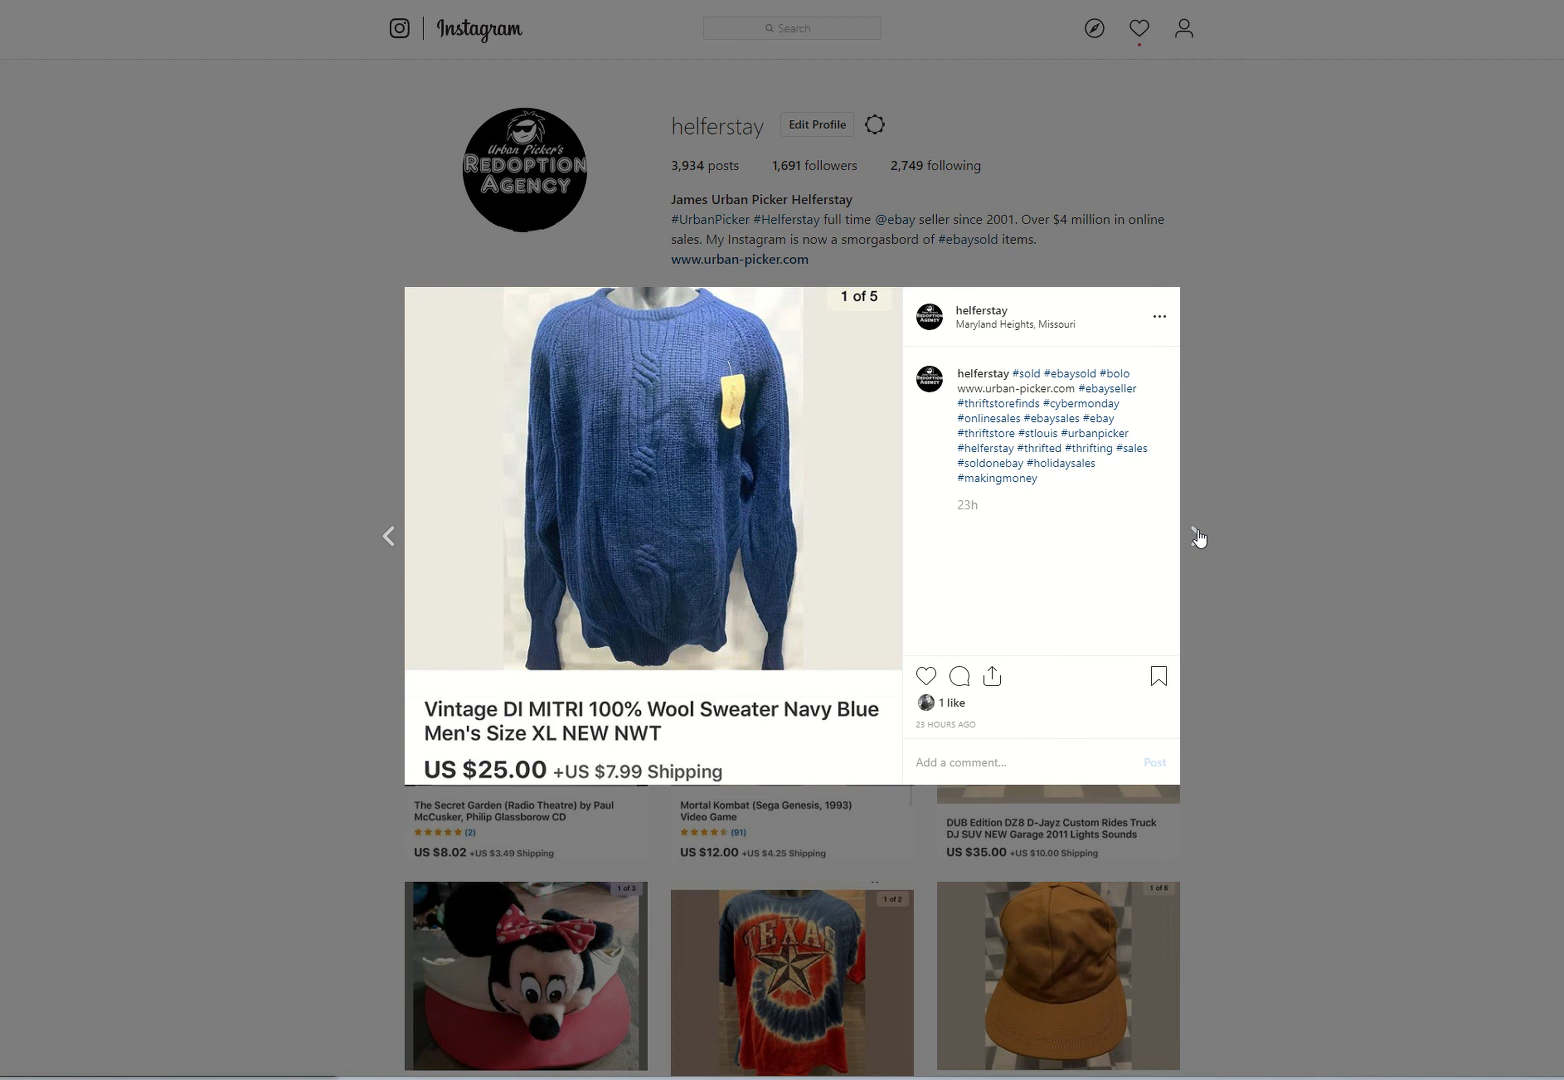 Instagram
Search
Urban Picker's
REDOPTION
AGENCY
helferstay
Edit Profile
3,934 posts 1,691 followers 2,749 following
James Urban Picker Helferstay
#UrbanPicker #Helferstay full time @ebay seller since 2001. Over $4 million in online
sales. My Instagram is now a smorgasbord of #ebaysold items.
www.urban-picker.com
1 of 5
Vintage DI MITRI 100% Wool Sweater Navy Blue
Men's Size XL NEW NWT
US $25.00 +US $7.99 Shipping
REDOPTION
AGENCY
helferstay
Maryland Heights, Missouri
REDOPTION
AGENCY
helferstay #sold #ebaysold #bolo
www.urban-picker.com #ebayseller
#thriftstorefinds #cybermonday
#onlinesales #ebaysales #ebay
#thriftstore #stlouis #urbanpicker
#helferstay #thrifted #thrifting #sales
#soldonebay #holidaysales
#makingmoney
23h
1 like
23 HOURS AGO
Add a comment...
Post
The Secret Garden (Radio Theatre) by Paul
McCusker, Philip Glassborow CD
(2)
US $8.02 +US $3.49 Shipping
Mortal Kombat (Sega Genesis, 1993)
Video Game
(91)
US $12.00 +US $4.25 Shipping
DUB Edition DZ8 D-Jayz Custom Rides Truck
DJ SUV NEW Garage 2011 Lights Sounds
US $35.00 +US $10.00 Shipping
1 of 3
1 of 2
TEXAS
1 of 6